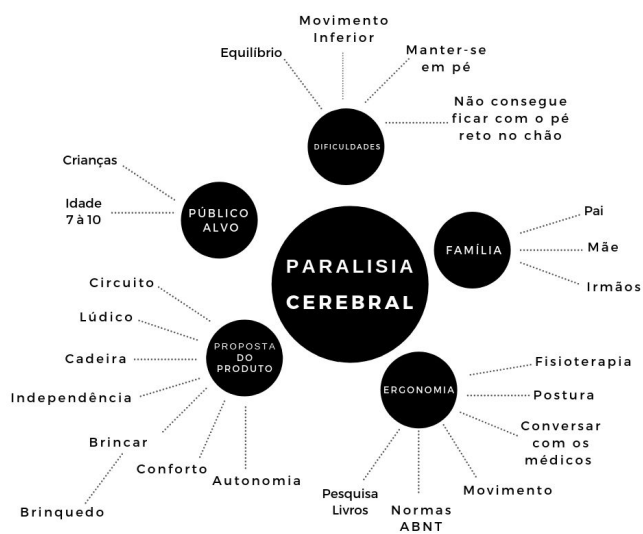 Movimento
Inferior
Equilíbrio
Manter-se
em pé
Não consegue
ficar com o pé
reto no chão
DIFICULDADES
Crianças
Idade
7 à 10
PÚBLICO
ALVO
PARALISIA
CEREBRAL
FAMÍLIA
Pai
Mãe
Irmãos
Circuito
Lúdico
Cadeira
Independência
Brincar
Brinquedo
Conforto
Autonomia
PROPOSTA
DO
PRODUTO
ERGONOMIA
Fisioterapia
Postura
Conversar
com os
médicos
Movimento
Normas
ABNT
Pesquisa
Livros